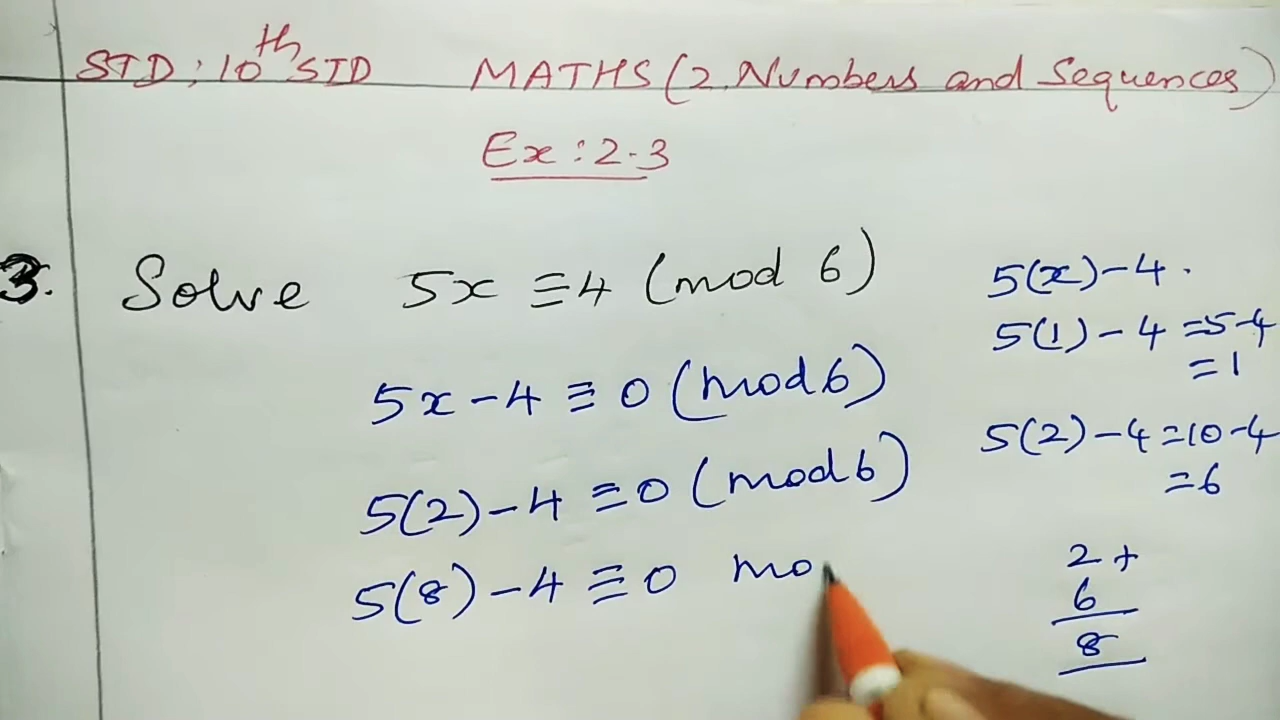 STD: 10th STD MATHS (2. Numbers and Sequences)
Ex: 2.3
3. Solve 5x ≡ 4 (mod 6)
5x - 4 ≡ 0 (mod 6)
5(2) - 4 ≡ 0 (mod 6)
5(8) - 4 ≡ 0 mo
5(x) - 4.
5(1) - 4 = 5-4
= 1
5(2) - 4 = 10-4
= 6
2 +
6
8